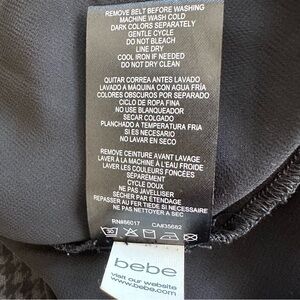 REMOVE BELT BEFORE WASHING
MACHINE WASH COLD
DARK COLORS SEPARATELY
GENTLE CYCLE
DO NOT BLEACH
LINE DRY
COOL IRON IF NEEDED
DO NOT DRY CLEAN
QUITAR CORREA ANTES LAVADO
LAVADO A MAQUINA CON AGUA FRÍA
COLORES OBSCUROS POR SEPARADO
CICLO DE ROPA FINA
NO USE BLANQUEADOR
SECAR COLGADO
PLANCHADO A TEMPERATURA FRIA
SI ES NECESARIO
NO LAVAR EN SECO
REMOVE CEINTURE AVANT LAVAGE
LAVER À LA MACHINE À L'EAU FROIDE
LAVER LES COULEURS FONCÉES
SÉPAREMENT
CYCLE DOUX
NE PAS JAVELLISER
SÉCHER PAR ÉTENDAGE
REPASSER AU FER TIÈDE SI NÉCESSAIRE
NE PAS NETTOYER A SEC
RN#86017 CA#35682
30
bebe
visit our website
www.bebe.com